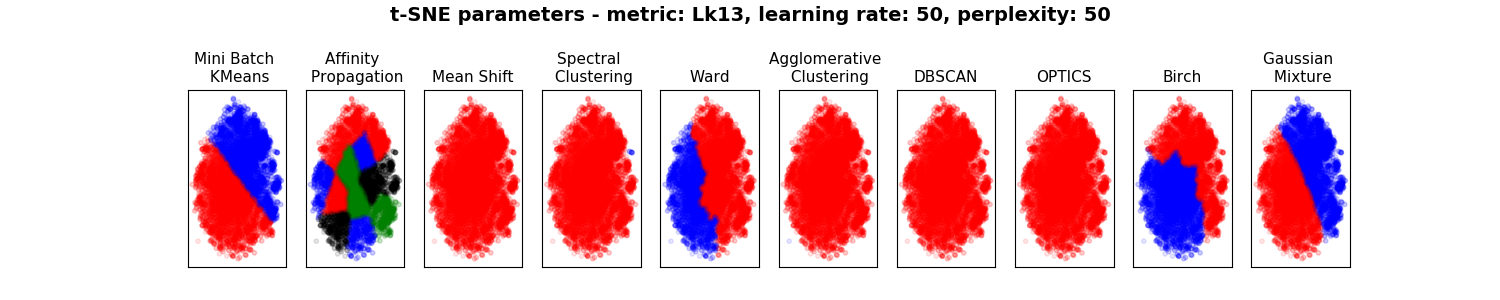 t-SNE parameters - metric: Lk13, learning rate: 50, perplexity: 50
Mini Batch
KMeans
Affinity
Propagation
Mean Shift
Spectral
Clustering
Ward
Agglomerative
Clustering
DBSCAN
OPTICS
Birch
Gaussian
Mixture